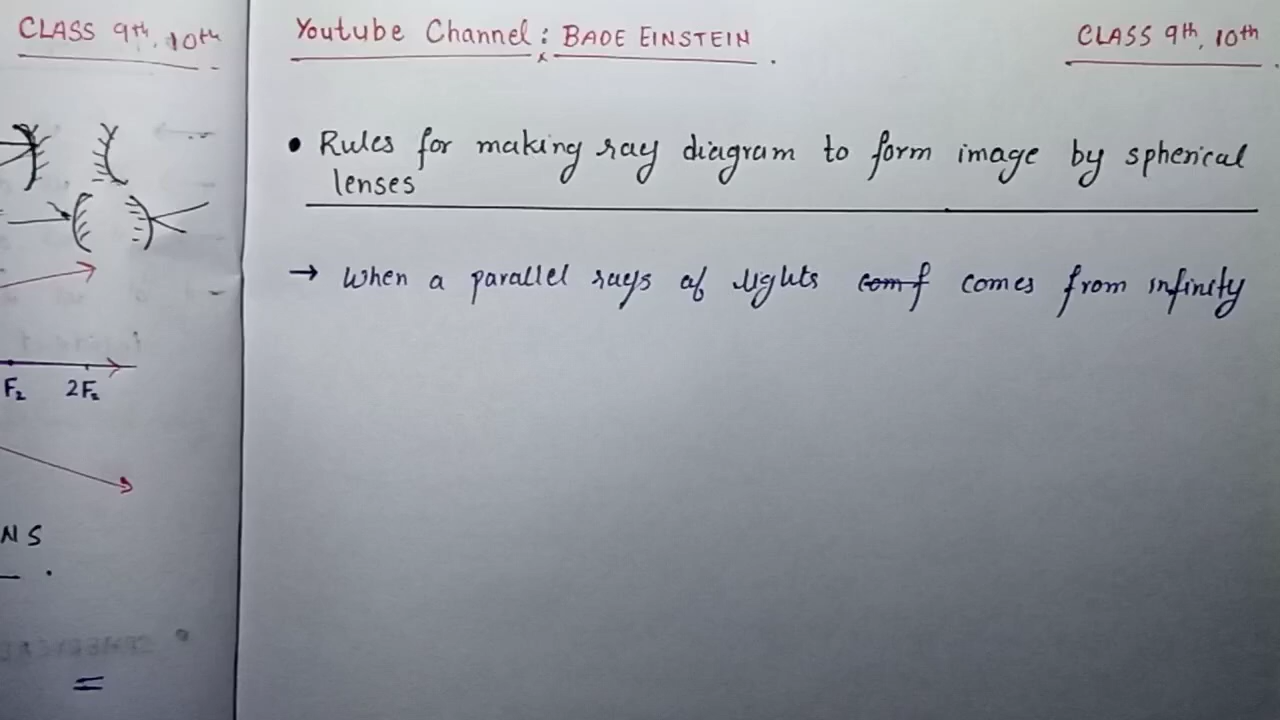 CLASS 9th, 10th
F2 2F2
NS
Youtube Channel: BADE EINSTEIN
CLASS 9th, 10th
• Rules for making ray diagram to form image by spherical
lenses
→ When a parallel rays of lights comf comes from infinity